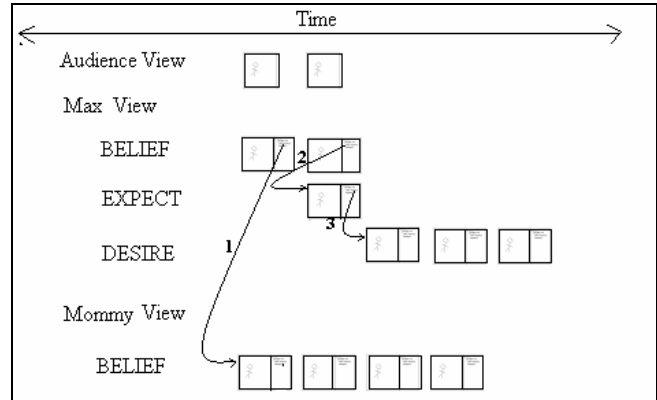 Time
Audience View
Max View
BELIEF
2
EXPECT
3
1
DESIRE
Mommy View
BELIEF